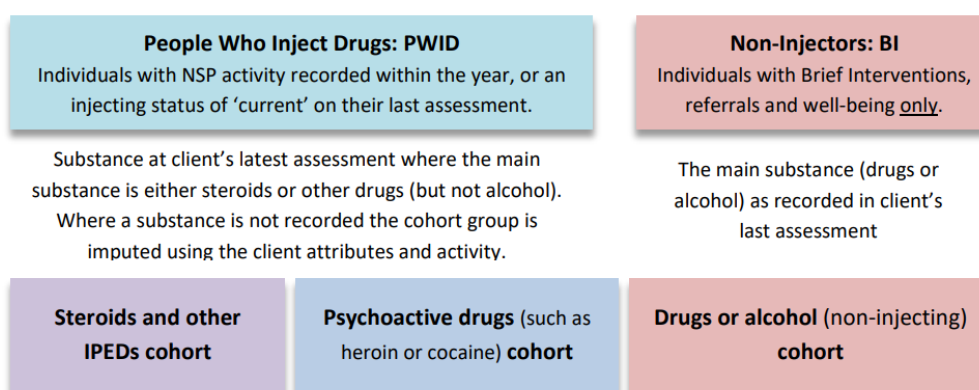 People Who Inject Drugs: PWID
Individuals with NSP activity recorded within the year, or an
injecting status of ‘current’ on their last assessment.
Non-Injectors: BI
Individuals with Brief Interventions,
referrals and well-being only.
Substance at client’s latest assessment where the main
substance is either steroids or other drugs (but not alcohol).
Where a substance is not recorded the cohort group is
imputed using the client attributes and activity.
The main substance (drugs or
alcohol) as recorded in client’s
last assessment
Steroids and other
IPEDs cohort
Psychoactive drugs (such as
heroin or cocaine) cohort
Drugs or alcohol (non-injecting)
cohort